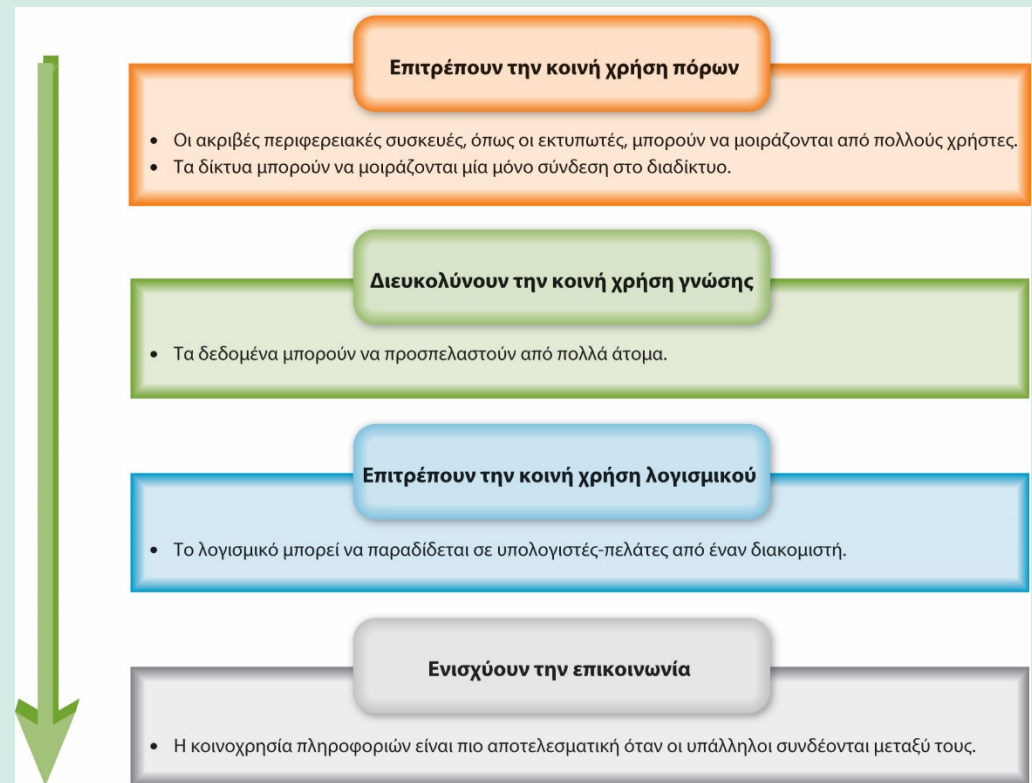 Επιτρέπουν την κοινή χρήση πόρων
• Οι ακριβές περιφερειακές συσκευές, όπως οι εκτυπωτές, μπορούν να μοιράζονται από πολλούς χρήστες.
• Τα δίκτυα μπορούν να μοιράζονται μία μόνο σύνδεση στο διαδίκτυο.
Διευκολύνουν την κοινή χρήση γνώσης
• Τα δεδομένα μπορούν να προσπελαστούν από πολλά άτομα.
Επιτρέπουν την κοινή χρήση λογισμικού
• Το λογισμικό μπορεί να παραδίδεται σε υπολογιστές-πελάτες από έναν διακομιστή.
Ενισχύουν την επικοινωνία
• Η κοινοχρησία πληροφοριών είναι πιο αποτελεσματική όταν οι υπάλληλοι συνδέονται μεταξύ τους.